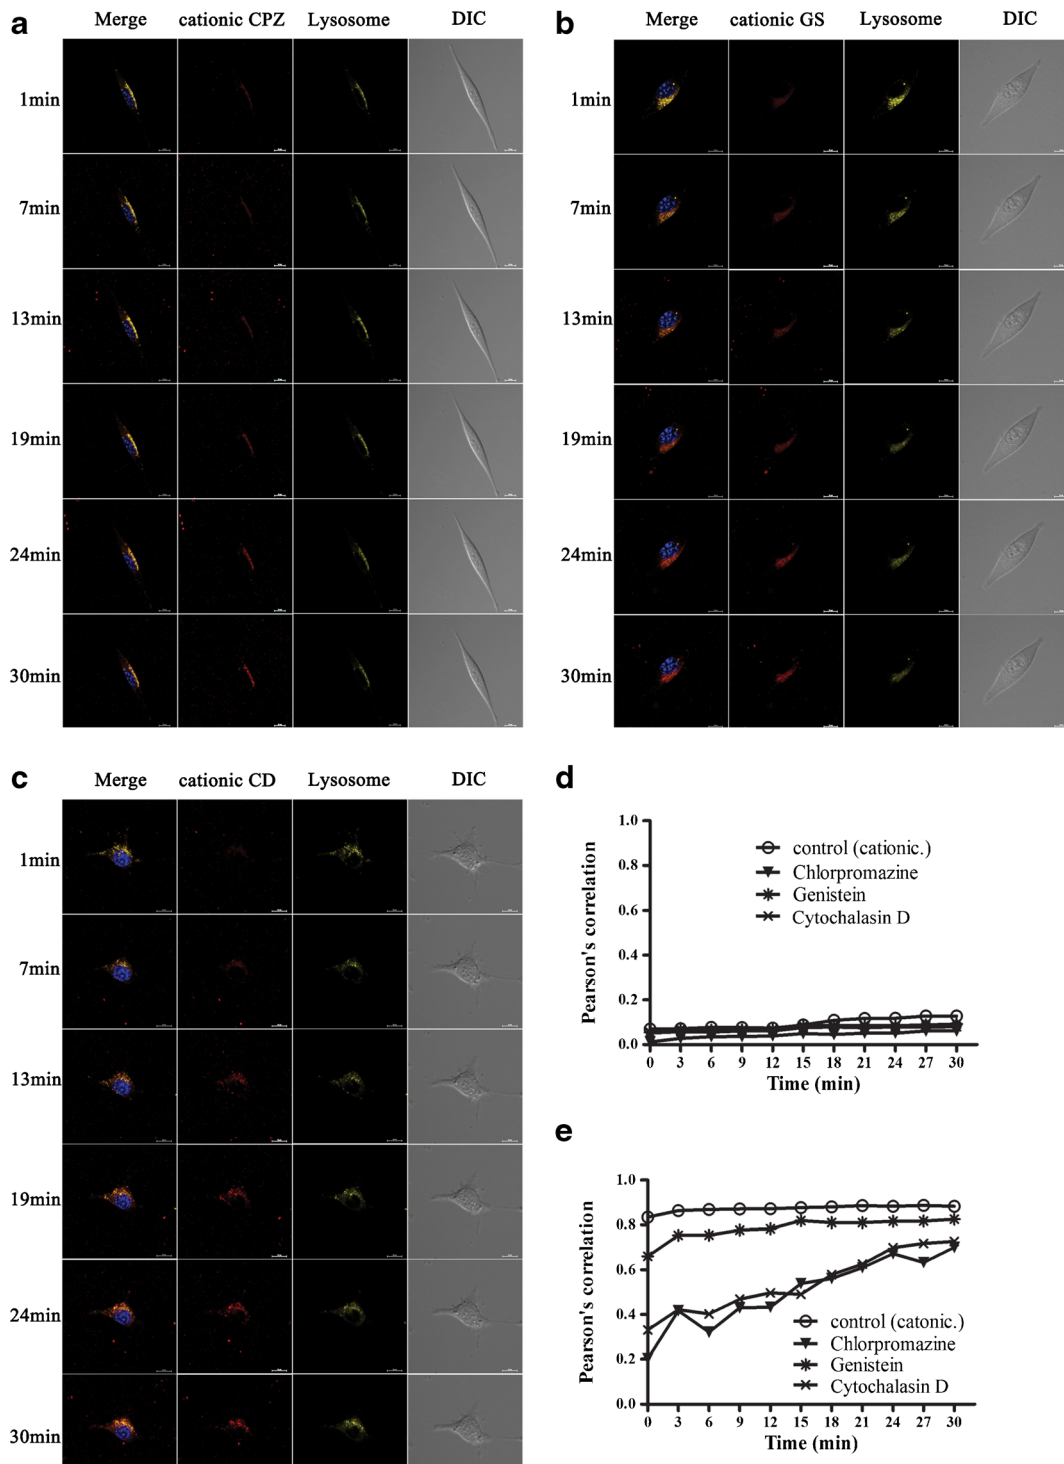 a
Merge cationic CPZ Lysosome DIC
1min
7min
13min
19min
24min
30min
b
Merge cationic GS Lysosome DIC
1min
7min
13min
19min
24min
30min
c
Merge cationic CD Lysosome DIC
1min
7min
13min
19min
24min
30min
d
1.0
0.8
0.6
0.4
0.2
0.0
Pearson's correlation
control (cationic.)
Chlorpromazine
Genistein
Cytochalasin D
0 3 6 9 12 15 18 21 24 27 30
Time (min)
e
1.0
0.8
0.6
0.4
0.2
0.0
Pearson's correlation
control (catonic.)
Chlorpromazine
Genistein
Cytochalasin D
0 3 6 9 12 15 18 21 24 27 30
Time (min)